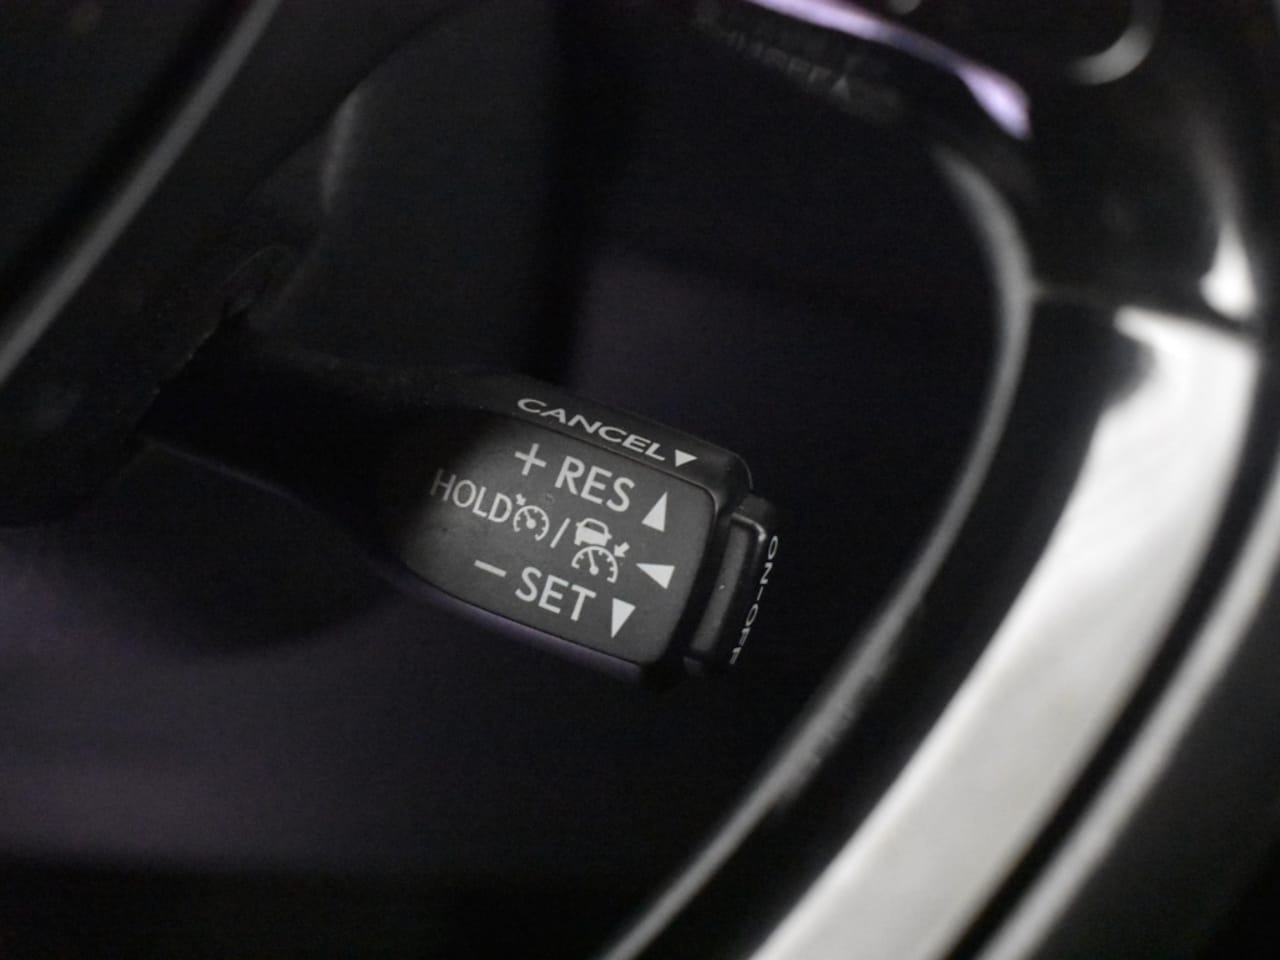 CANCEL▼
+ RES ▲
HOLD / ◀
− SET ▼
ON-OFF